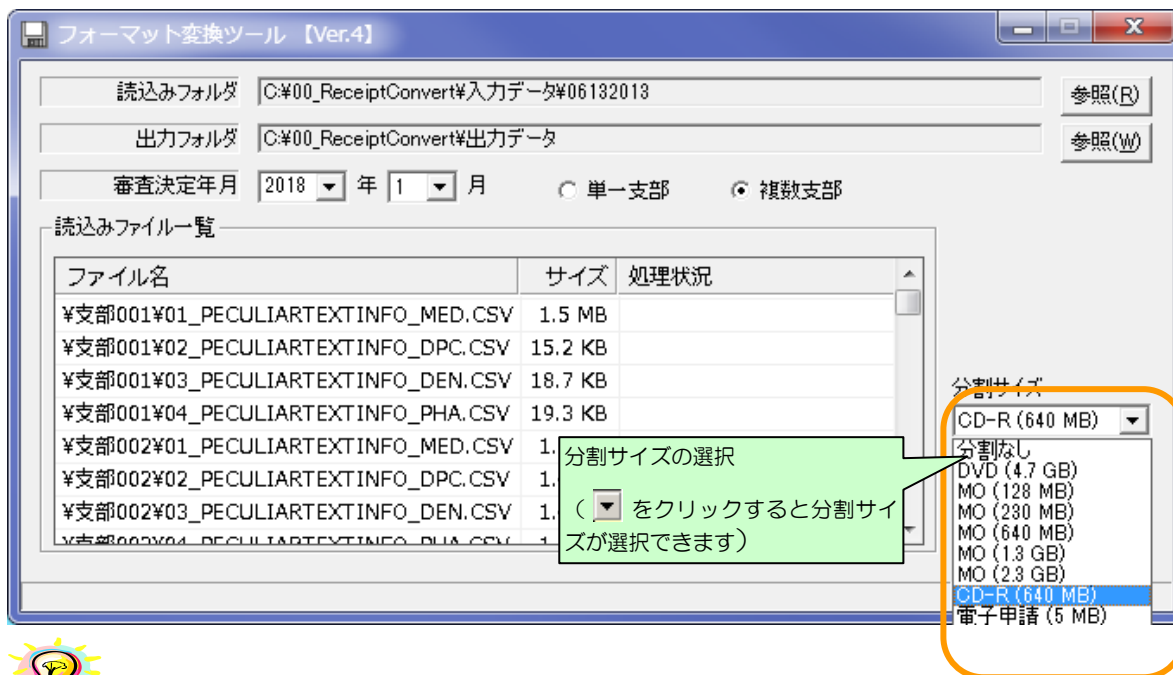 フォーマット変換ツール 【Ver.4】
読込みフォルダ C:¥00_ReceiptConvert¥入力データ¥06132013 参照(R)
出力フォルダ C:¥00_ReceiptConvert¥出力データ 参照(W)
審査決定年月 2018 年 1 月 単一支部 複数支部
読込みファイル一覧
ファイル名 サイズ 処理状況
¥支部001¥01_PECULIARTEXTINFO_MED.CSV 1.5 MB
¥支部001¥02_PECULIARTEXTINFO_DPC.CSV 15.2 KB
¥支部001¥03_PECULIARTEXTINFO_DEN.CSV 18.7 KB
¥支部001¥04_PECULIARTEXTINFO_PHA.CSV 19.3 KB
¥支部002¥01_PECULIARTEXTINFO_MED.CSV 1.
¥支部002¥02_PECULIARTEXTINFO_DPC.CSV 1.
¥支部002¥03_PECULIARTEXTINFO_DEN.CSV 1.
¥支部002¥04_PECULIARTEXTINFO_PHA.CSV 1
分割サイズの選択
( をクリックすると分割サイ
ズが選択できます)
分割サイズ
CD-R (640 MB)
分割なし
DVD (4.7 GB)
MO (128 MB)
MO (230 MB)
MO (640 MB)
MO (1.3 GB)
MO (2.3 GB)
CD-R (640 MB)
電子申請 (5 MB)